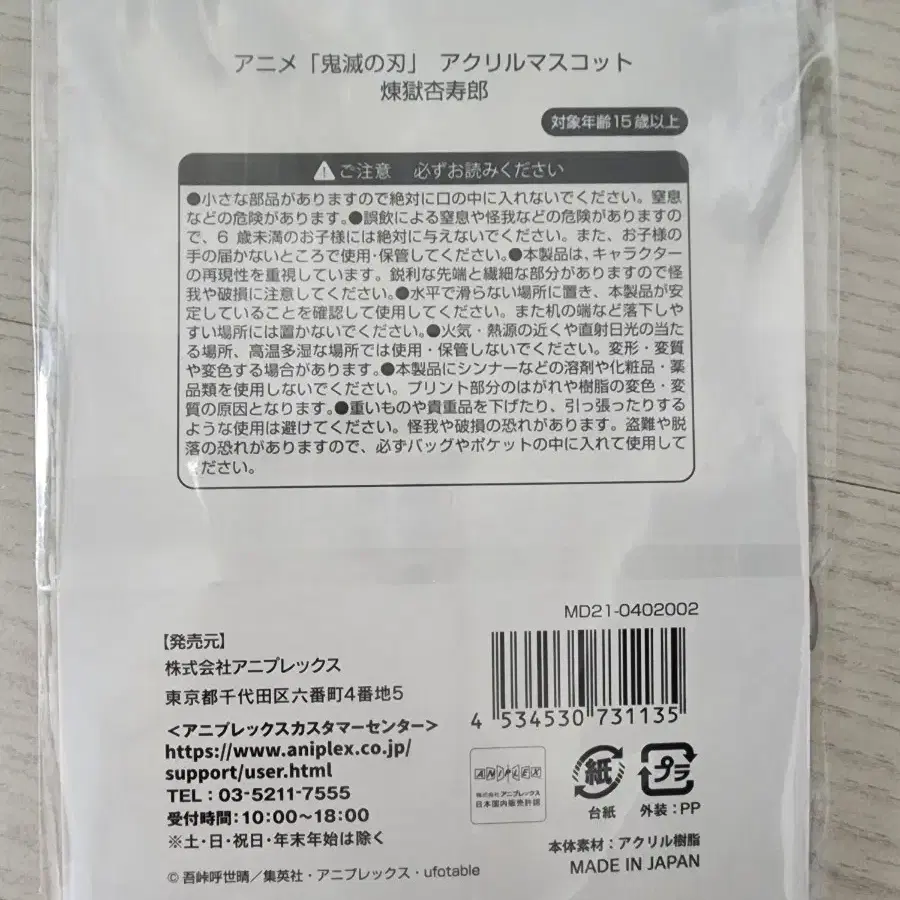 アニメ「鬼滅の刃」 アクリルマスコット
煉獄杏寿郎
対象年齢15歳以上
ご注意 必ずお読みください
●小さな部品がありますので絶対に口の中に入れないでください。窒息
などの危険があります。●誤飲による窒息や怪我などの危険がありますの
で、6 歳未満のお子様には絶対に与えないでください。また、お子様の
手の届かないところで使用・保管してください。●本製品は、キャラクター
の再現性を重視しています。鋭利な先端と繊細な部分がありますので怪
我や破損に注意してください。●水平で滑らない場所に置き、本製品が安
定していることを確認して使用してください。また机の端など落下しや
すい場所には置かないでください。●火気・熱源の近くや直射日光の当た
る場所、高温多湿な場所では使用・保管しないでください。変形・変質
や変色する場合があります。●本製品にシンナーなどの溶剤や化粧品・薬
品類を使用しないでください。プリント部分のはがれや樹脂の変色・変
質の原因となります。●重いものや貴重品を下げたり、引っ張ったりする
ような使用は避けてください。怪我や破損の恐れがあります。盗難や脱
落の恐れがありますので、必ずバッグやポケットの中に入れて使用して
ください。
MD21-0402002
【発売元】
株式会社アニプレックス
東京都千代田区六番町4番地5
<アニプレックスカスタマーセンター>
https://www.aniplex.co.jp/
support/user.html
TEL：03-5211-7555
受付時間：10:00〜18:00
※土・日・祝日・年末年始は除く
4 534530 731135
ANIPLEX
株式会社アニプレックス
日本国内販売許諾
紙
台紙
プラ
外装：PP
本体素材：アクリル樹脂
MADE IN JAPAN
© 吾峠呼世晴／集英社・アニプレックス・ufotable